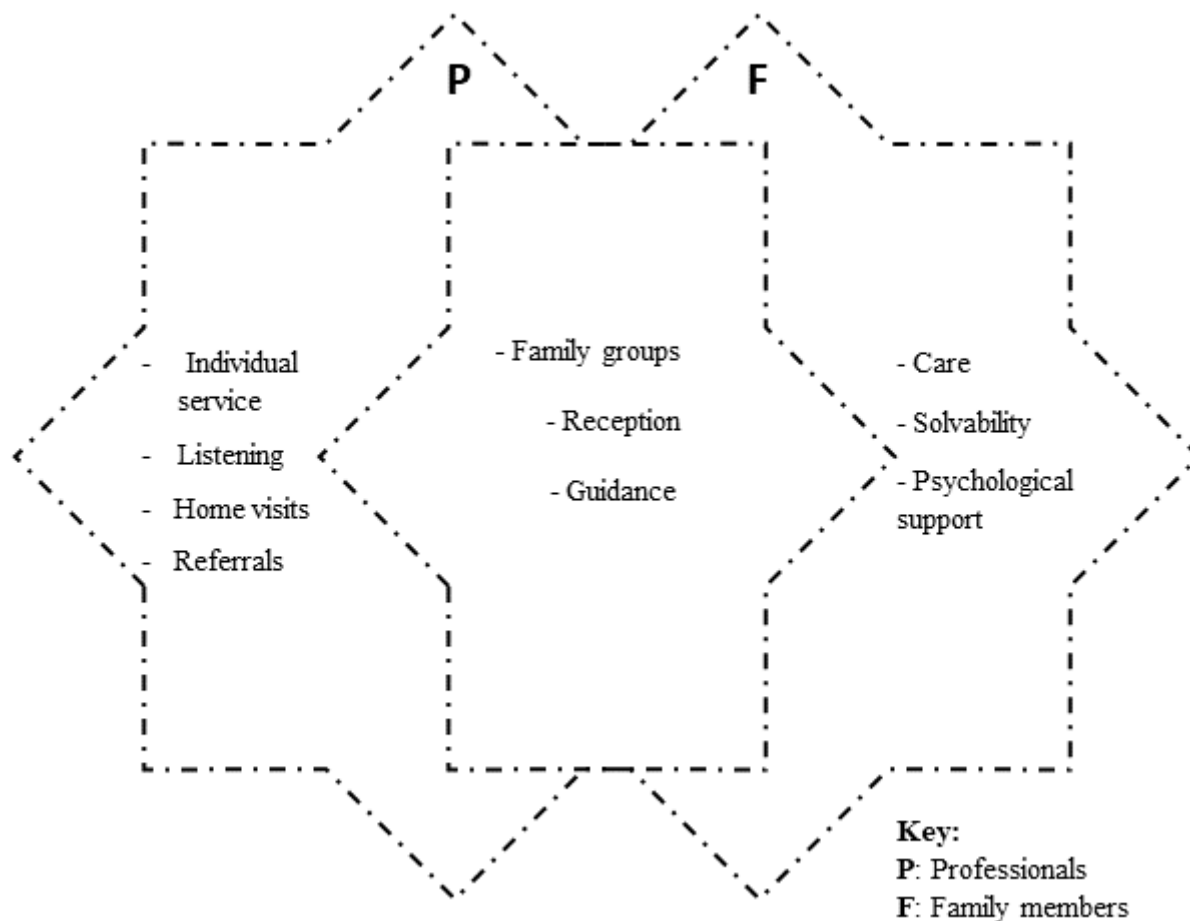 P
F
- Individual
service
- Listening
- Home visits
- Referrals
- Family groups
- Reception
- Guidance
- Care
- Solvability
- Psychological
support
Key:
P: Professionals
F: Family members